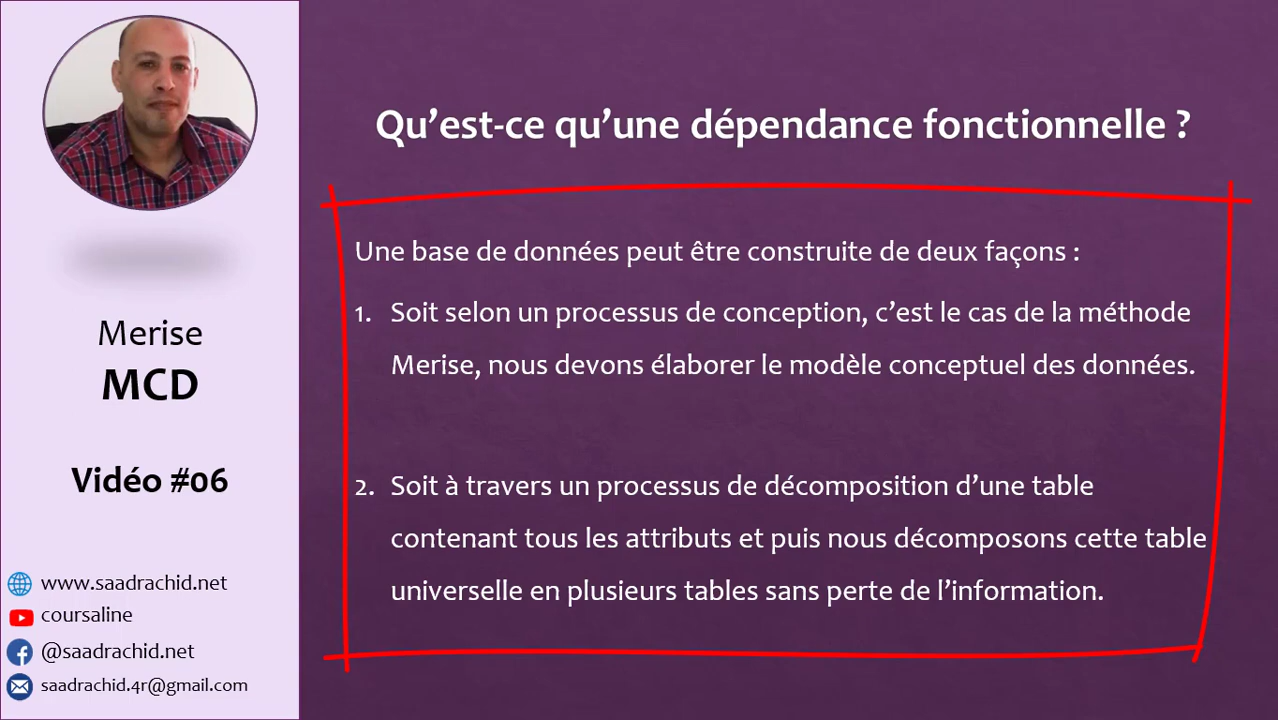 Qu’est-ce qu’une dépendance fonctionnelle ?
Une base de données peut être construite de deux façons :
1. Soit selon un processus de conception, c’est le cas de la méthode
Merise, nous devons élaborer le modèle conceptuel des données.
2. Soit à travers un processus de décomposition d’une table
contenant tous les attributs et puis nous décomposons cette table
universelle en plusieurs tables sans perte de l’information.
Merise
MCD
Vidéo #06
www.saadrachid.net
coursaline
@saadrachid.net
saadrachid.4r@gmail.com